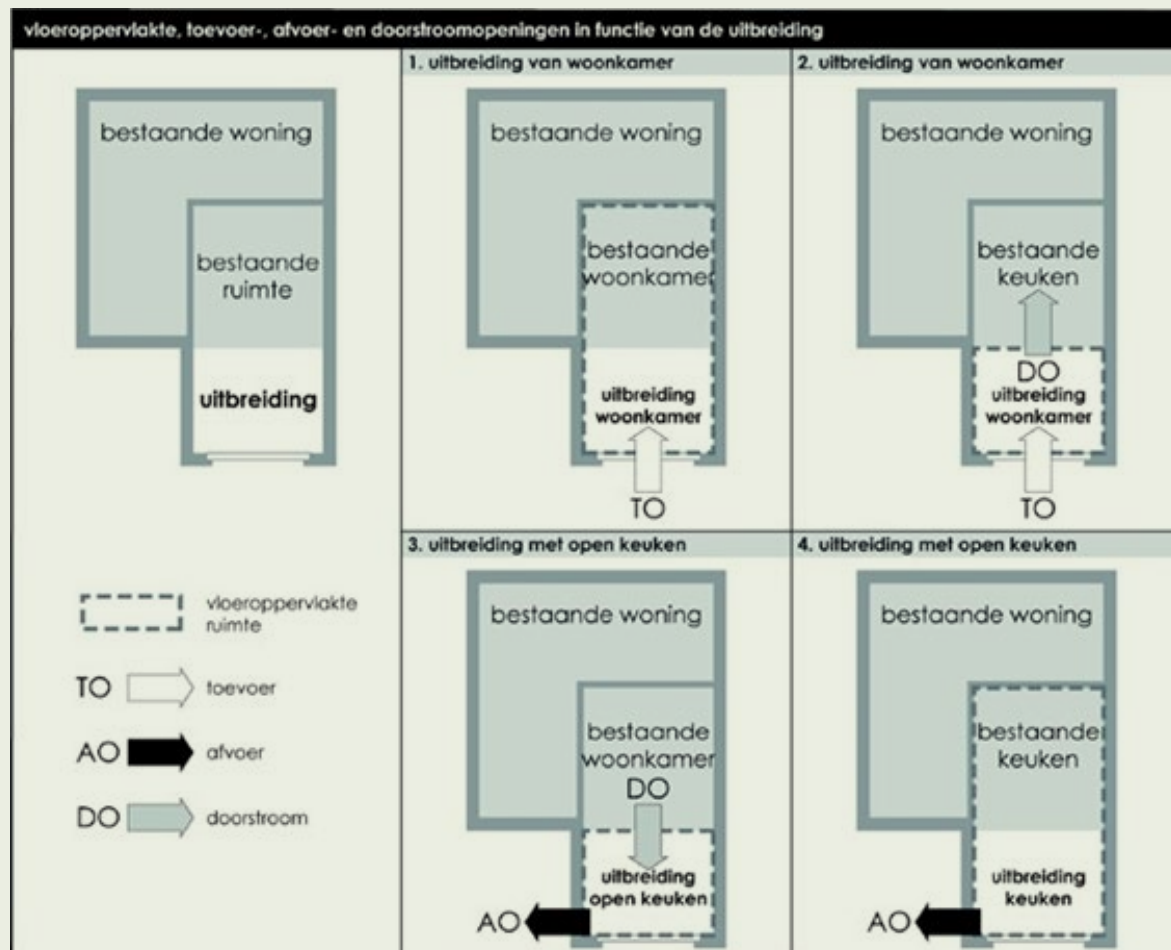 vloeroppervlakte, toevoer-, afvoer- en doorstroomopeningen in functie van de uitbreiding
bestaande woning
bestaande
ruimte
uitbreiding
vloeroppervlakte
ruimte
TO toevoer
AO afvoer
DO doorstroom
1. uitbreiding van woonkamer
bestaande woning
bestaande
woonkamer
uitbreiding
woonkamer
TO
2. uitbreiding van woonkamer
bestaande woning
bestaande
keuken
DO
uitbreiding
woonkamer
TO
3. uitbreiding met open keuken
bestaande woning
bestaande
woonkamer
DO
uitbreiding
open keuken
AO
4. uitbreiding met open keuken
bestaande woning
bestaande
keuken
uitbreiding
keuken
AO